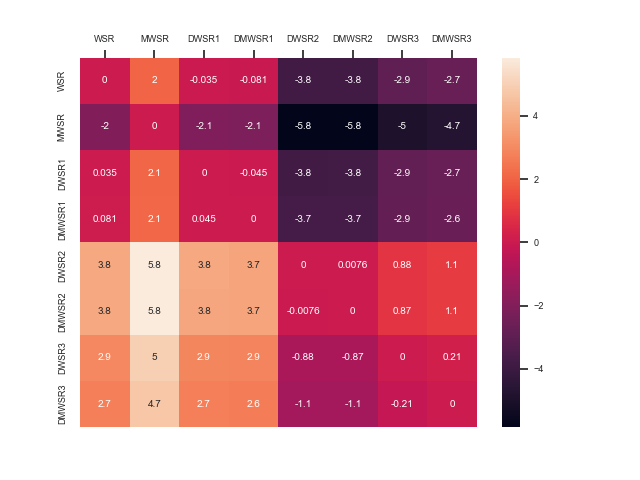 WSR MWSR DWSR1 DMWSR1 DWSR2 DMWSR2 DWSR3 DMWSR3
WSR 0 2 -0.035 -0.081 -3.8 -3.8 -2.9 -2.7
MWSR -2 0 -2.1 -2.1 -5.8 -5.8 -5 -4.7
DWSR1 0.035 2.1 0 -0.045 -3.8 -3.8 -2.9 -2.7
DMWSR1 0.081 2.1 0.045 0 -3.7 -3.7 -2.9 -2.6
DWSR2 3.8 5.8 3.8 3.7 0 0.0076 0.88 1.1
DMWSR2 3.8 5.8 3.8 3.7 -0.0076 0 0.87 1.1
DWSR3 2.9 5 2.9 2.9 -0.88 -0.87 0 0.21
DMWSR3 2.7 4.7 2.7 2.6 -1.1 -1.1 -0.21 0
4
2
0
−2
−4